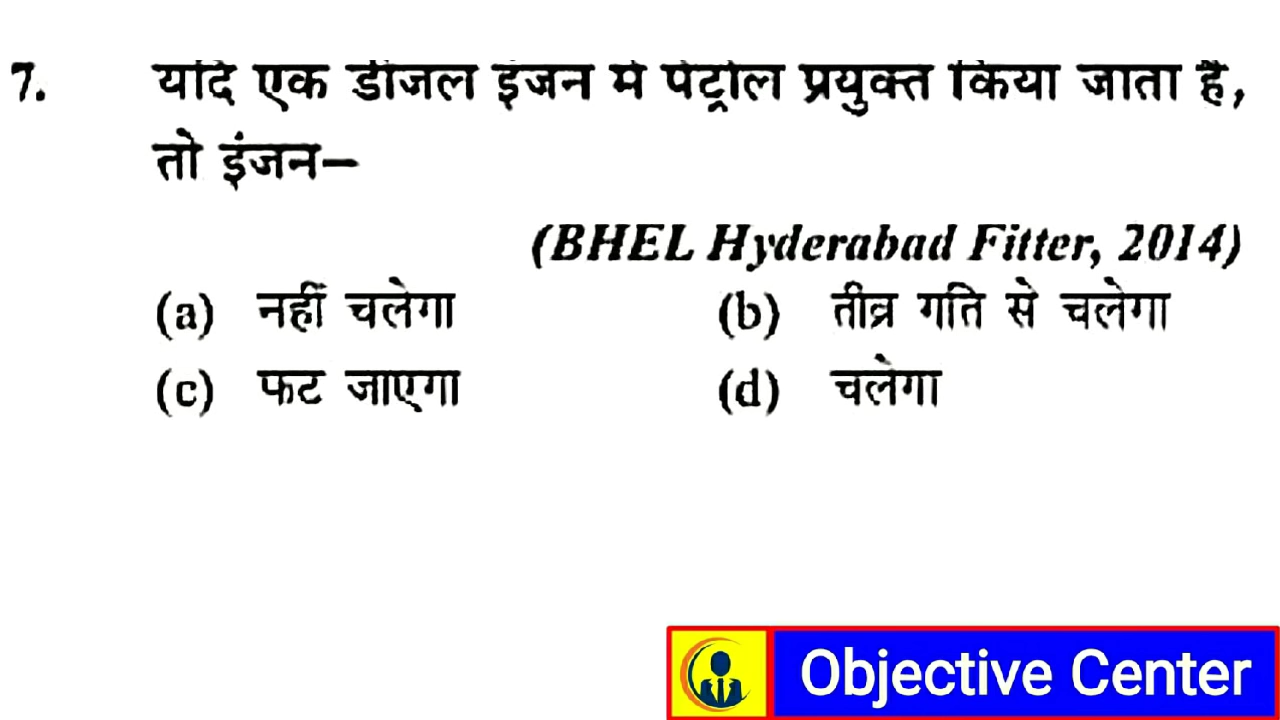 7. यदि एक डीजल इंजन में पेट्रोल प्रयुक्त किया जाता है,
तो इंजन–
(BHEL Hyderabad Fitter, 2014)
(a) नहीं चलेगा (b) तीव्र गति से चलेगा
(c) फट जाएगा (d) चलेगा
Objective Center